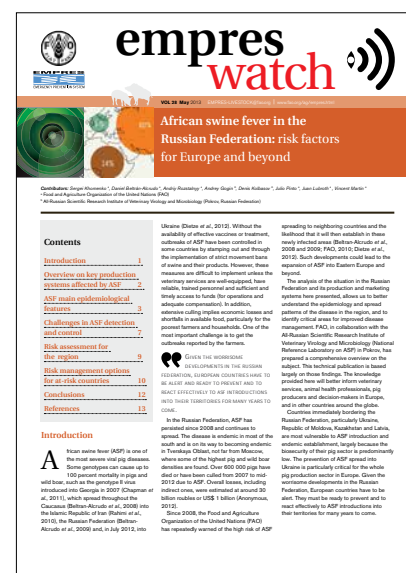 empres
watch
EMPRES
VOL 28 May 2013
African swine fever in the
Russian Federation: risk factors
for Europe and beyond
Contributors: Sergei Khomenko
Food and Agriculture Organization of the United Nations (FAO)
All-Russian Scientific Research Institute of Veterinary Virology and Microbiology (Pokrov, Russian Federation)
Contents
Introduction 1
Overview on key production
systems affected by ASF 2
ASF main epidemiological
features 3
Challenges in ASF detection
and control 7
Risk assessment for
the region 9
Risk management options
for at-risk countries 10
Conclusions 12
References 13
Introduction
African swine fever (ASF) is one of
the most severe viral pig diseases.
Some genotypes can cause up to
100 percent mortality in pigs and
wild boar, such as the genotype II virus
introduced into Georgia in 2007 (Chapman et
al., 2011), which spread throughout the
Caucasus (Beltran-Alcrudo et al., 2008) into
the Islamic Republic of Iran (Rahimi et al.,
2010), the Russian Federation (Beltran-
Alcrudo et al., 2009) and, in July 2012, into
Ukraine (Dietze et al., 2012). Without the
availability of effective vaccines or treatment,
outbreaks of ASF have been controlled in
some countries by stamping out and through
the implementation of strict movement bans
of swine and their products. However, these
measures are difficult to implement unless the
veterinary services are well-equipped, have
reliable, trained personnel and sufficient and
timely access to funds (for operations and
adequate compensation). In addition,
extensive culling implies economic losses and
shortfalls in available food, particularly for the
poorest farmers and households. One of the
most important challenges is to get the
outbreaks reported by the farmers.
GIVEN THE WORRISOME
DEVELOPMENTS IN THE RUSSIAN
FEDERATION, EUROPEAN COUNTRIES HAVE TO
BE ALERT AND READY TO PREVENT AND TO
REACT EFFECTIVELY TO ASF INTRODUCTIONS
INTO THEIR TERRITORIES FOR MANY YEARS TO
COME.
In the Russian Federation, ASF has
persisted since 2008 and continues to
spread. The disease is endemic in most of the
south and is on its way to becoming endemic
in Tverskaya Oblast, not far from Moscow,
where some of the highest pig and wild boar
densities are found. Over 600 000 pigs have
died or have been culled from 2007 to mid-
2012 due to ASF. Overall losses, including
indirect ones, were estimated at around 30
billion roubles or US$ 1 billion (Anonymous,
2012).
Since 2008, the Food and Agriculture
Organization of the United Nations (FAO)
has repeatedly warned of the high risk of ASF
spreading to neighbouring countries and the
likelihood that it will then establish in these
newly infected areas (Beltran-Alcrudo et al.,
2008 and 2009; FAO, 2010; Dietze et al.,
2012). Such developments could lead to the
expansion of ASF into Eastern Europe and
beyond.
The analysis of the situation in the Russian
Federation and its production and marketing
systems here presented, allows us to better
understand the epidemiology and spread
patterns of the disease in the region, and to
identify critical areas for improved disease
management. FAO, in collaboration with the
All-Russian Scientific Research Institute of
Veterinary Virology and Microbiology (National
Reference Laboratory on ASF) in Pokrov, has
prepared a comprehensive overview on the
subject. This technical publication is based
largely on those findings. The knowledge
provided here will better inform veterinary
services, animal health professionals, pig
producers and decision-makers in Europe,
and in other countries around the globe.
Countries immediately bordering the
Russian Federation, particularly Ukraine,
Republic of Moldova, Kazakhstan and Latvia,
are most vulnerable to ASF introduction and
endemic establishment, largely because the
biosecurity of their pig sector is predominantly
low. The prevention of ASF spread into
Ukraine is particularly critical for the whole
pig production sector in Europe. Given the
worrisome developments in the Russian
Federation, European countries have to be
alert. They must be ready to prevent and to
react effectively to ASF introductions into
their territories for many years to come.